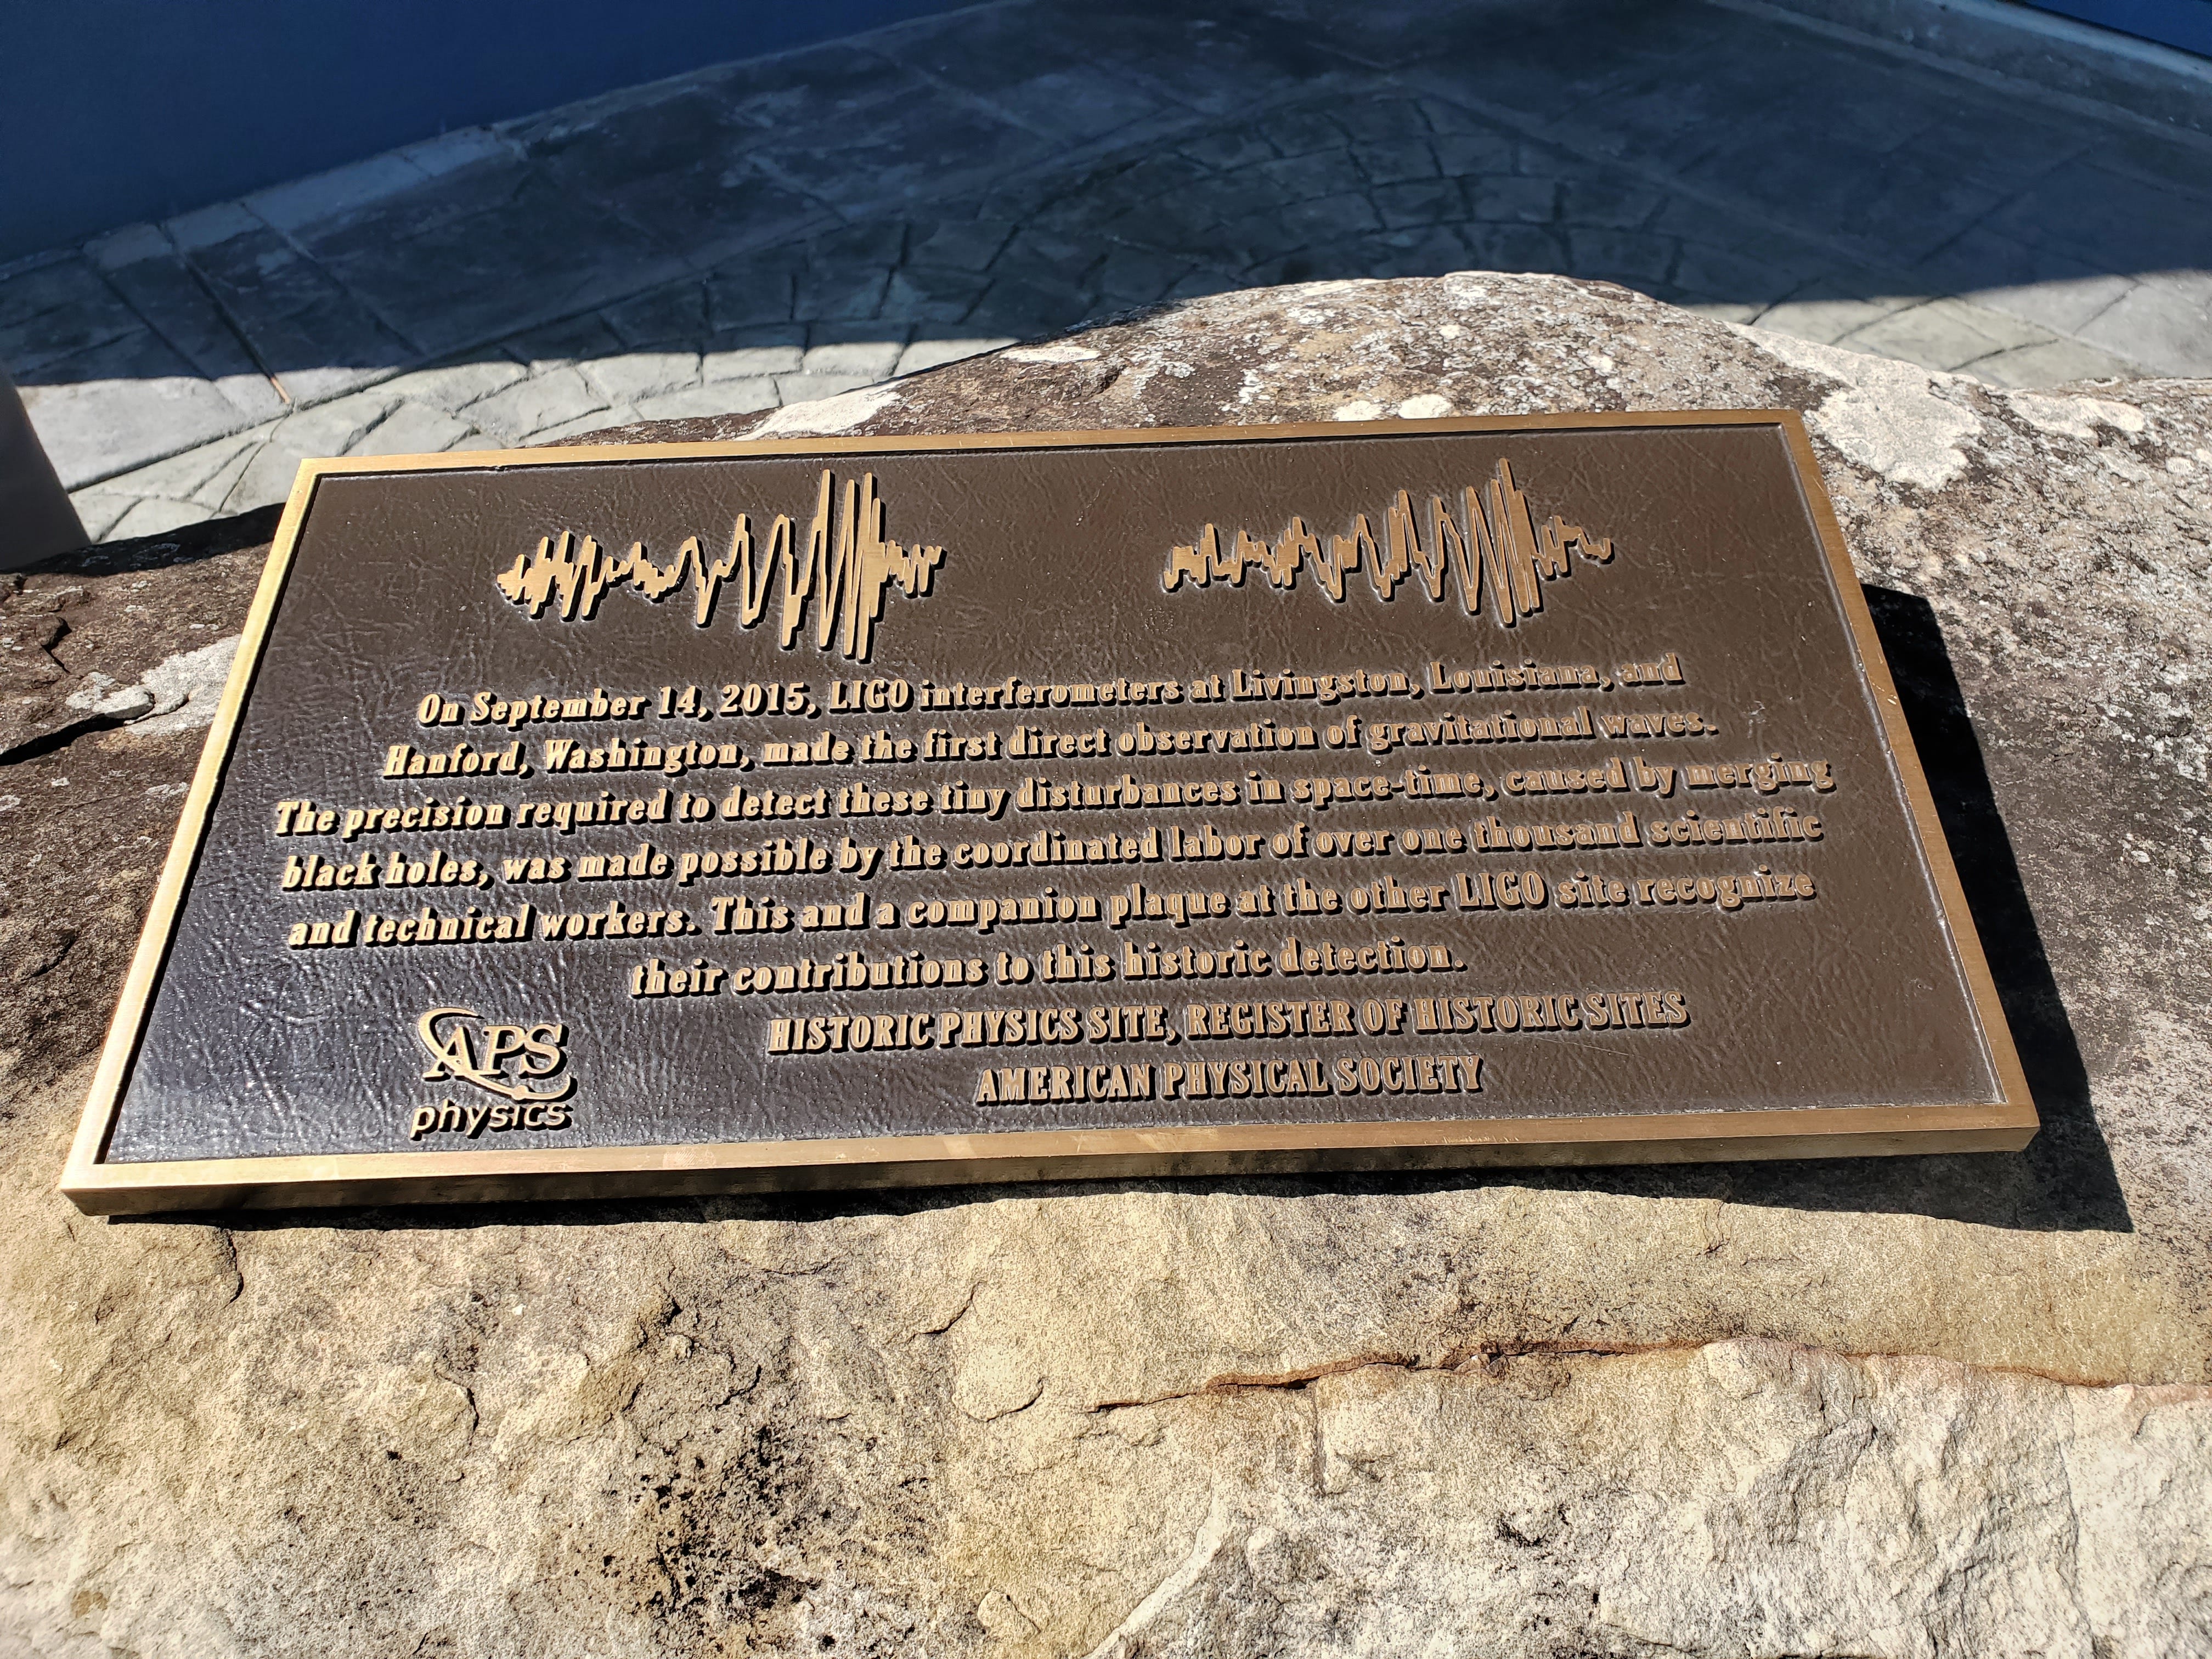 On September 14, 2015, LIGO interferometers at Livingston, Louisiana, and
Hanford, Washington, made the first direct observation of gravitational waves.
The precision required to detect these tiny disturbances in space-time, caused by merging
black holes, was made possible by the coordinated labor of over one thousand scientific
and technical workers. This and a companion plaque at the other LIGO site recognize
their contributions to this historic detection.
HISTORIC PHYSICS SITE, REGISTER OF HISTORIC SITES
AMERICAN PHYSICAL SOCIETY
APS
physics